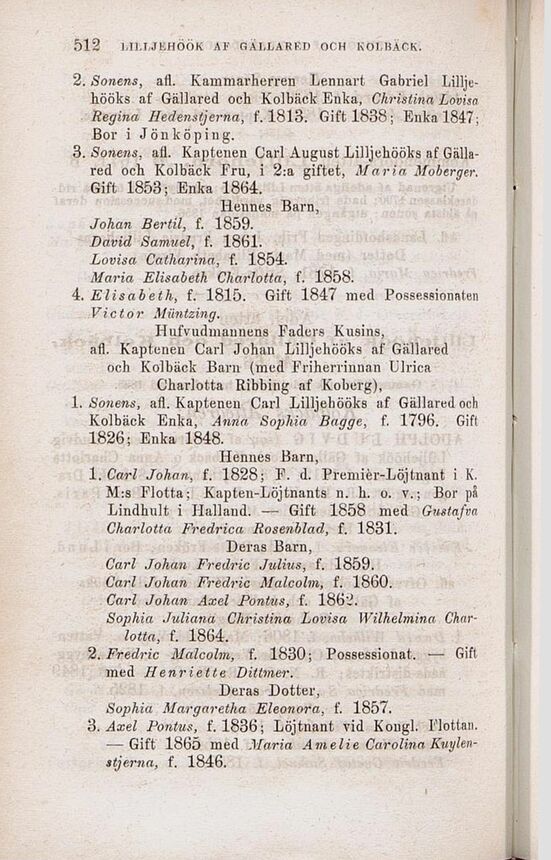 512 LILLJEHÖÖK AF GÄLLARED OCH KOLBÄCK.
2. Sonens, afl. Kammarherren Lennart Gabriel Lillje-
hööks af Gällared och Kolbäck Enka, Christina Lovisa
Regina Hedenstjerna, f. 1813. Gift 1838; Enka 1847;
Bor i Jönköping.
3. Sonens, afl. Kaptenen Carl August Lilljehööks af Gälla-
red och Kolbäck Fru, i 2:a giftet, Maria Moberger.
Gift 1853; Enka 1864.
Hennes Barn,
Johan Bertil, f. 1859.
David Samuel, f. 1861.
Lovisa Catharina, f. 1854.
Maria Elisabeth Charlotta, f. 1858.
4. Elisabeth, f. 1815. Gift 1847 med Possessionaten
Victor Müntzing.
Hufvudmannens Faders Kusins,
afl. Kaptenen Carl Johan Lilljehööks af Gällared
och Kolbäck Barn (med Friherrinnan Ulrica
Charlotta Ribbing af Koberg),
1. Sonens, afl. Kaptenen Carl Lilljehööks af Gällared och
Kolbäck Enka, Anna Sophia Bagge, f. 1796. Gift
1826; Enka 1848.
Hennes Barn,
1. Carl Johan, f. 1828; F. d. Premièr-Löjtnant i K.
M:s Flotta; Kapten-Löjtnants n. h. o. v.; Bor på
Lindhult i Halland. — Gift 1858 med Gustafva
Charlotta Fredrica Rosenblad, f. 1831.
Deras Barn,
Carl Johan Fredric Julius, f. 1859.
Carl Johan Fredric Malcolm, f. 1860.
Carl Johan Axel Pontus, f. 1862.
Sophia Juliana Christina Lovisa Wilhelmina Char-
lotta, f. 1864.
2. Fredric Malcolm, f. 1830; Possessionat. — Gift
med Henriette Dittmer.
Deras Dotter,
Sophia Margaretha Eleonora, f. 1857.
3. Axel Pontus, f. 1836; Löjtnant vid Kongl. Flottan.
— Gift 1865 med Maria Amelie Carolina Kuylen-
stjerna, f. 1846.